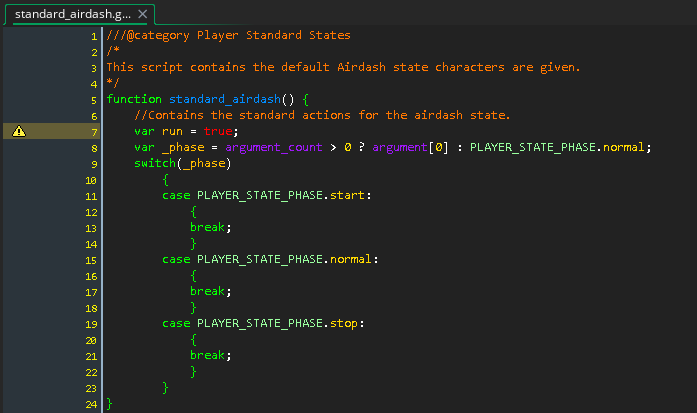 standard_airdash.g... ×
1 ///@category Player Standard States
2 /*
3 This script contains the default Airdash state characters are given.
4 */
5 function standard_airdash() {
6     //Contains the standard actions for the airdash state.
7     var run = true;
8     var _phase = argument_count > 0 ? argument[0] : PLAYER_STATE_PHASE.normal;
9     switch(_phase)
10         {
11         case PLAYER_STATE_PHASE.start:
12             {
13             break;
14             }
15         case PLAYER_STATE_PHASE.normal:
16             {
17             break;
18             }
19         case PLAYER_STATE_PHASE.stop:
20             {
21             break;
22             }
23         }
24 }